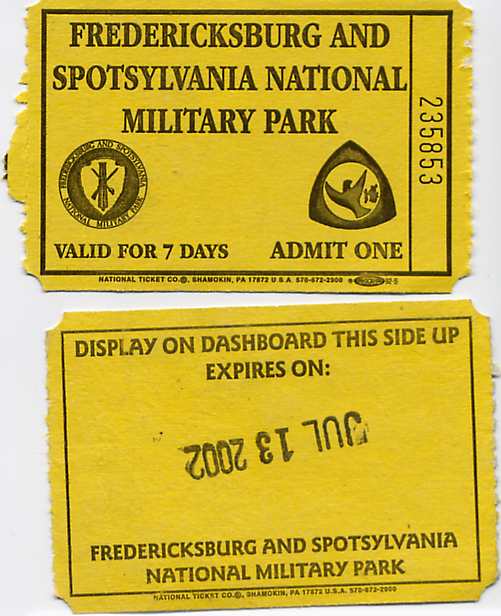 FREDERICKSBURG AND
SPOTSYLVANIA NATIONAL
MILITARY PARK
235853
FREDERICKSBURG AND SPOTSYLVANIA
NATIONAL MILITARY PARK
VALID FOR 7 DAYS
ADMIT ONE
NATIONAL TICKET CO.®, SHAMOKIN, PA 17872 U.S.A. 570-672-2900
DISPLAY ON DASHBOARD THIS SIDE UP
EXPIRES ON:
JUL 13 2002
FREDERICKSBURG AND SPOTSYLVANIA
NATIONAL MILITARY PARK
NATIONAL TICKET CO.®, SHAMOKIN, PA 17872 U.S.A. 570-672-2900